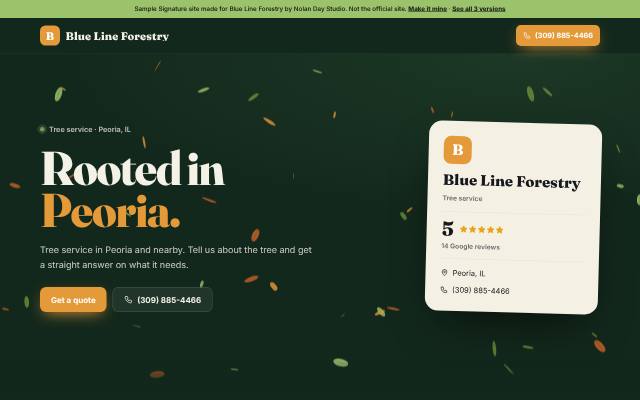 Sample Signature site made for Blue Line Forestry by Nolan Day Studio. Not the official site. Make it mine · See all 3 versions
B Blue Line Forestry
(309) 885-4466
Tree service · Peoria, IL
Rooted in
Peoria.
Tree service in Peoria and nearby. Tell us about the tree and get
a straight answer on what it needs.
Get a quote
(309) 885-4466
B
Blue Line Forestry
Tree service
5
14 Google reviews
Peoria, IL
(309) 885-4466